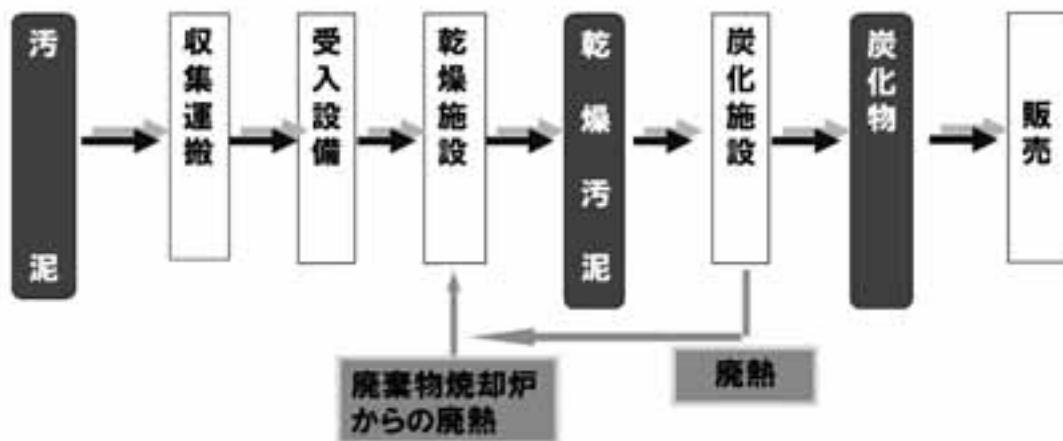 汚泥
収集運搬
受入設備
乾燥施設
乾燥汚泥
炭化施設
炭化物
販売
廃棄物焼却炉
からの廃熱
廃熱